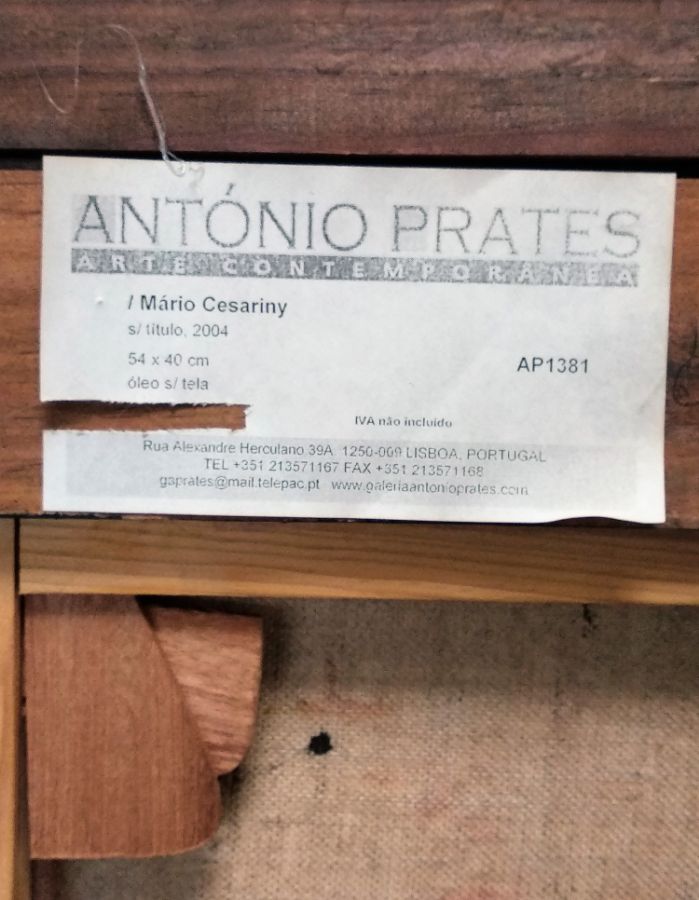 ANTÓNIO PRATES
ARTE CONTEMPORÂNEA
/ Mário Cesariny
s/ título, 2004
54 x 40 cm
AP1381
óleo s/ tela
IVA não incluído
Rua Alexandre Herculano 39A 1250-009 LISBOA, PORTUGAL
TEL +351 213571167 FAX +351 213571168
gaprates@mail.telepac.pt www.galeriaantonioprates.com